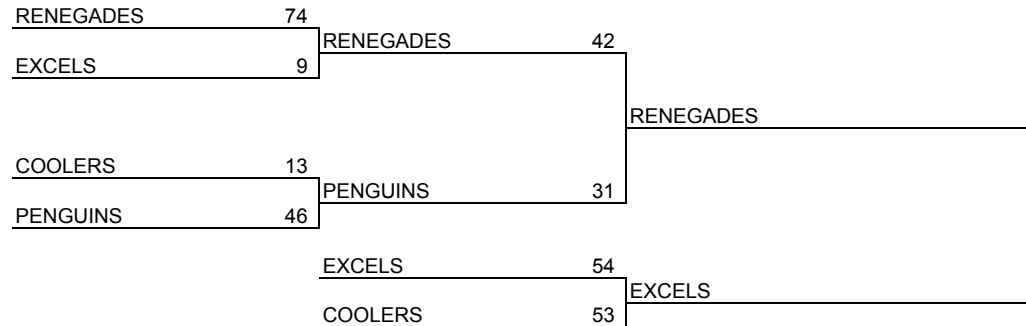 RENEGADES 74
RENEGADES 42
EXCELS 9
RENEGADES
COOLERS 13
PENGUINS 31
PENGUINS 46
EXCELS 54
EXCELS
COOLERS 53